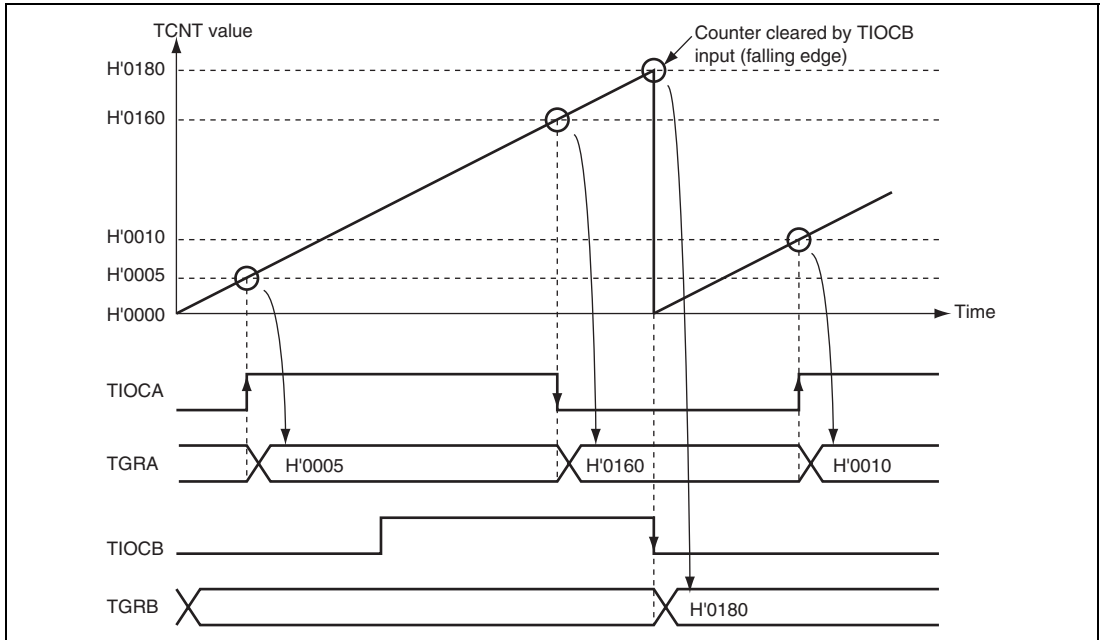 TCNT value
Counter cleared by TIOCB
input (falling edge)
H'0180
H'0160
H'0010
H'0005
H'0000
Time
TIOCA
TGRA
H'0005
H'0160
H'0010
TIOCB
TGRB
H'0180